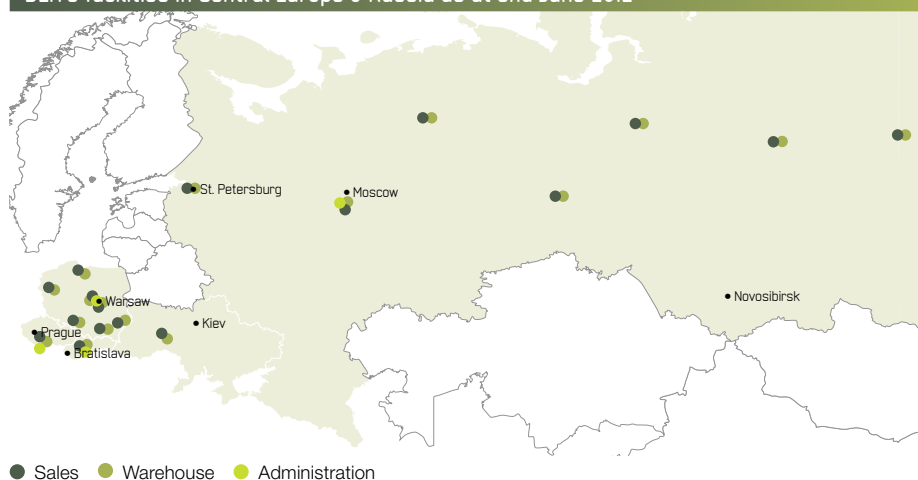 St. Petersburg
Moscow
Novosibirsk
Warsaw
Kiev
Prague
Bratislava
Sales
Warehouse
Administration